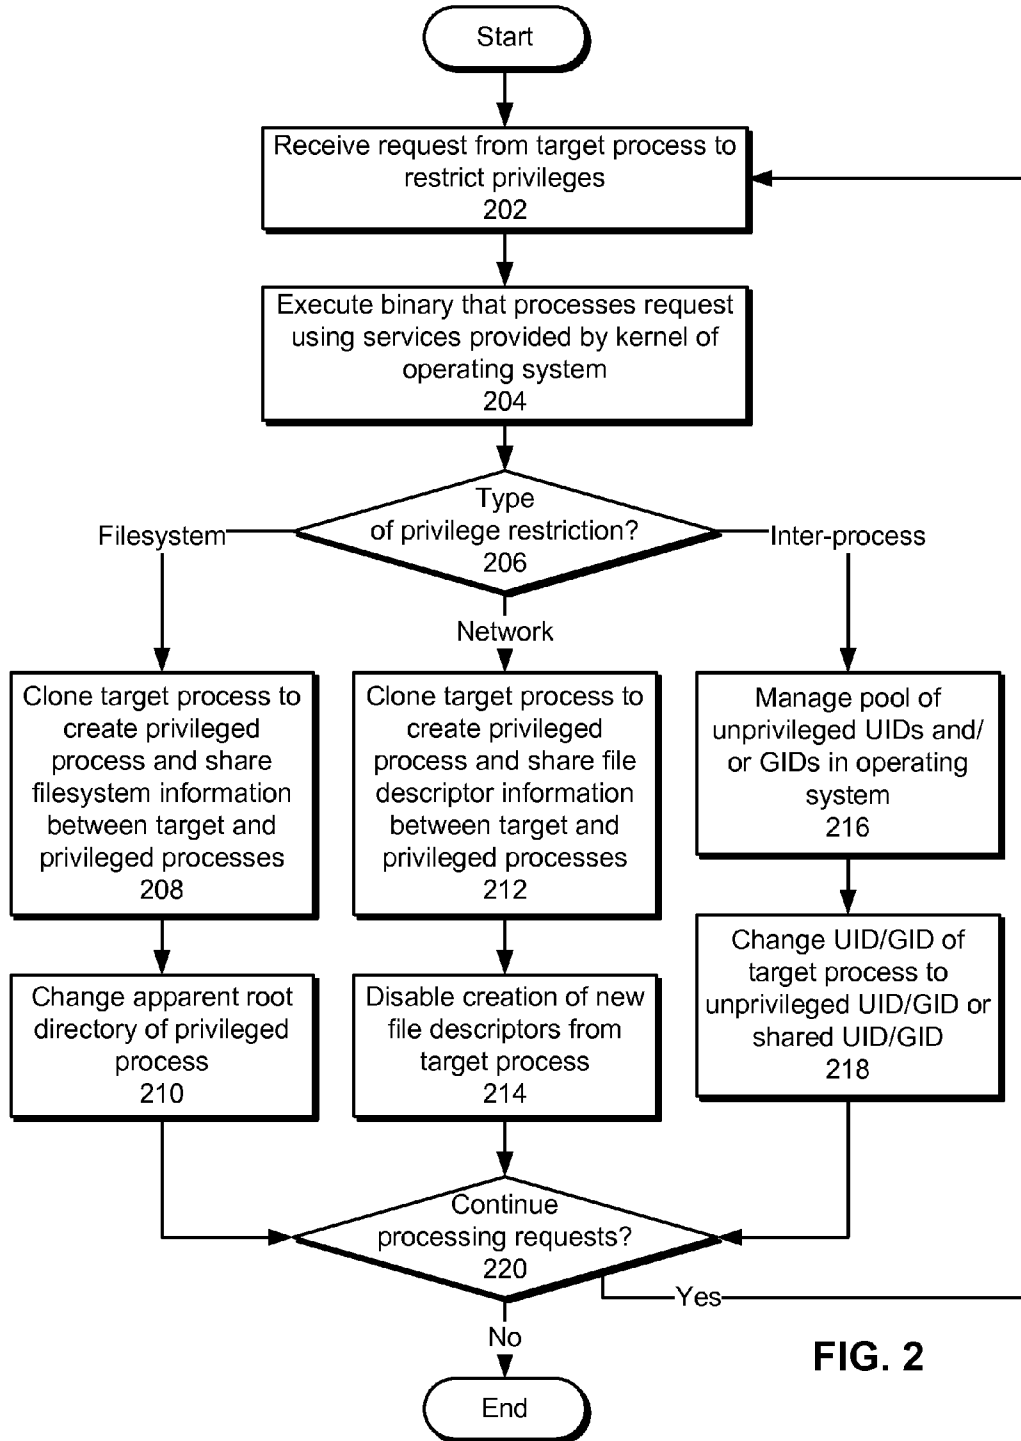 Start
Receive request from target process to
restrict privileges
202
Execute binary that processes request
using services provided by kernel of
operating system
204
Type
of privilege restriction?
206
Filesystem
Network
Inter-process
Clone target process to
create privileged
process and share
filesystem information
between target and
privileged processes
208
Clone target process to
create privileged
process and share file
descriptor information
between target and
privileged processes
212
Manage pool of
unprivileged UIDs and/
or GIDs in operating
system
216
Change apparent root
directory of privileged
process
210
Disable creation of new
file descriptors from
target process
214
Change UID/GID of
target process to
unprivileged UID/GID or
shared UID/GID
218
Continue
processing requests?
220
Yes
No
End
FIG. 2